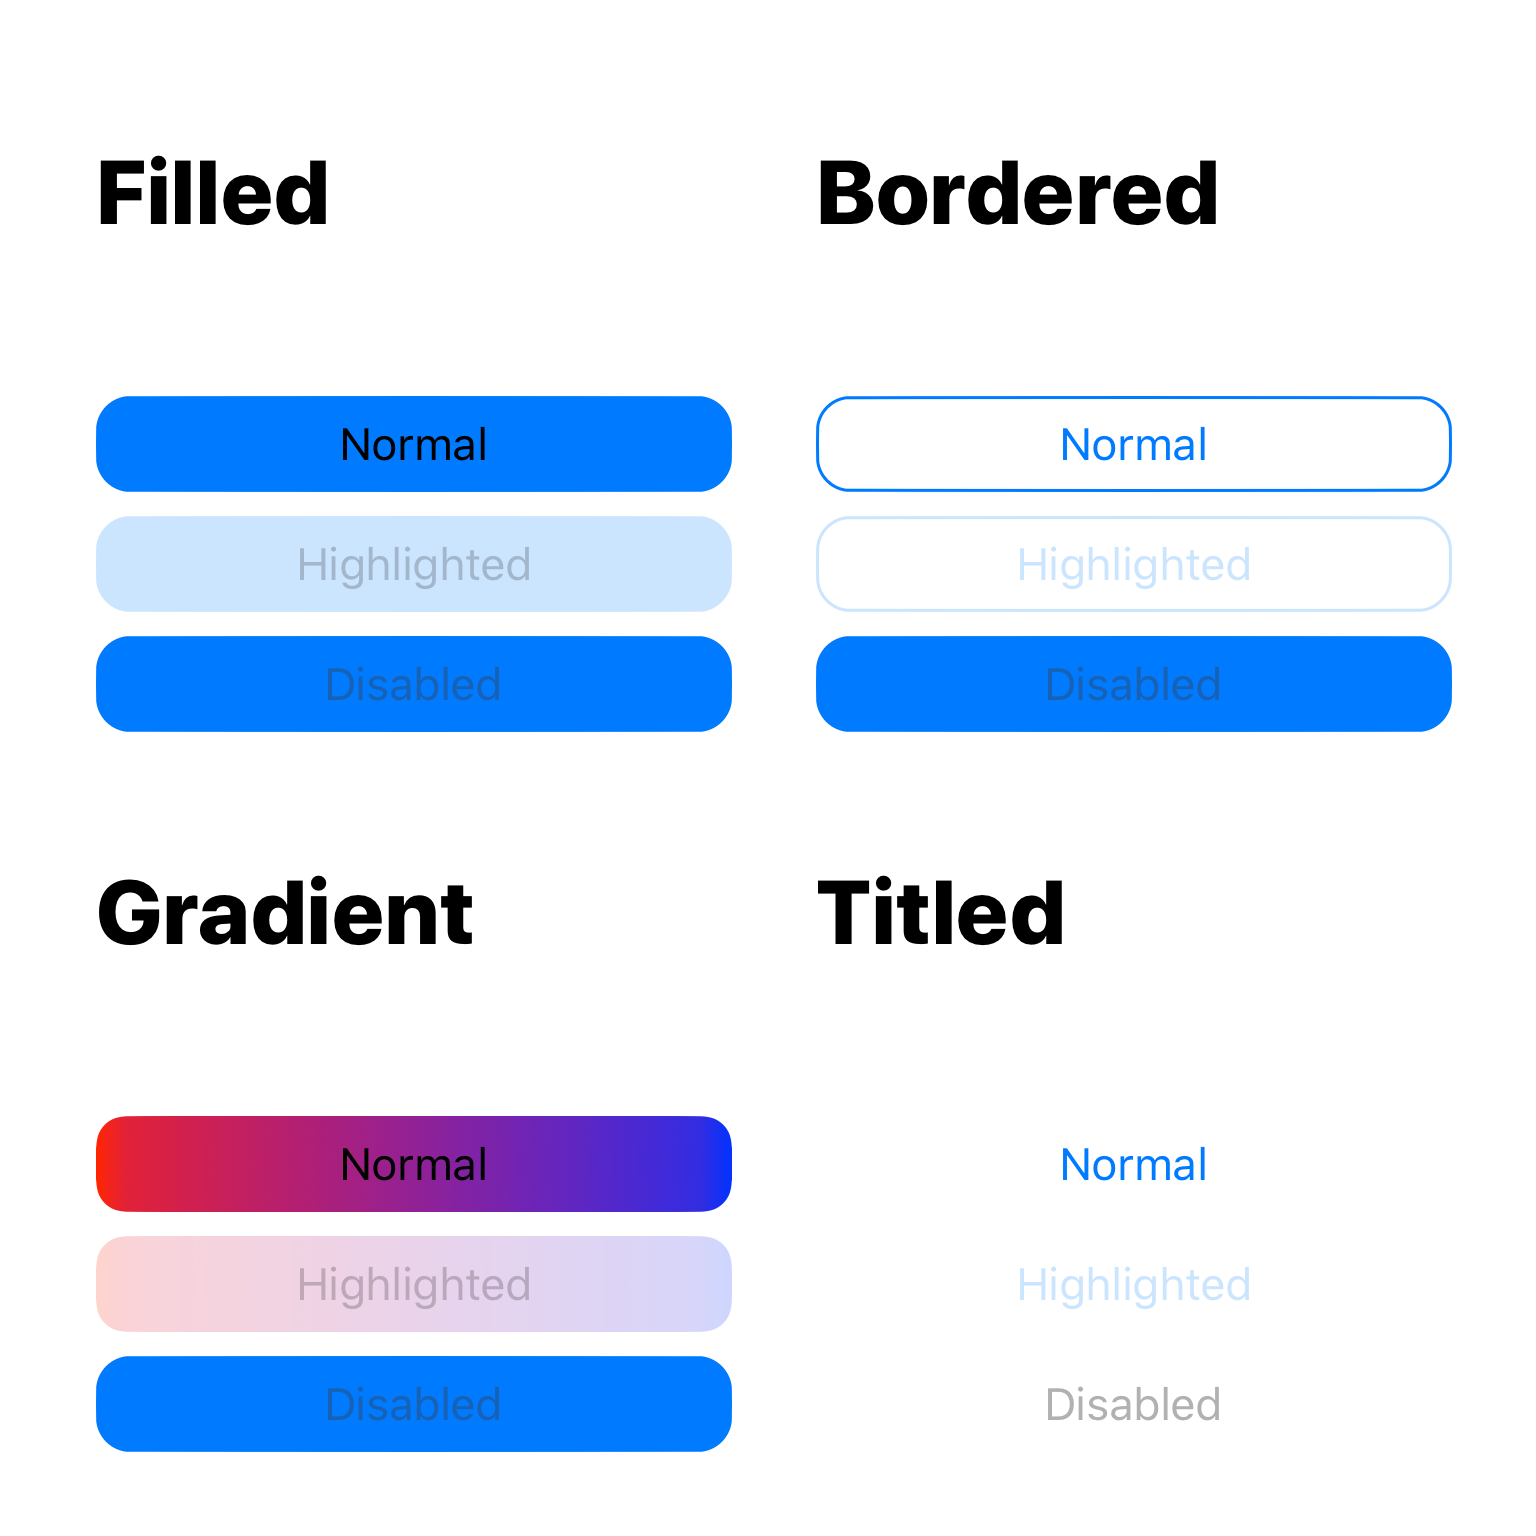 Filled
Normal
Highlighted
Disabled
Bordered
Normal
Highlighted
Disabled
Gradient
Normal
Highlighted
Disabled
Titled
Normal
Highlighted
Disabled